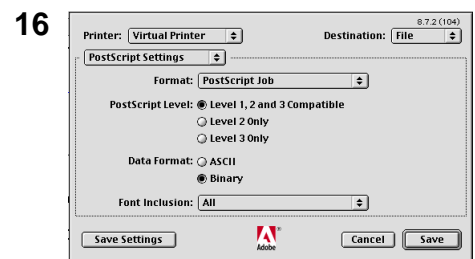 16
8.7.2 (104)
Printer: Virtual Printer Destination: File
PostScript Settings
Format: PostScript Job
PostScript Level: Level 1, 2 and 3 Compatible
Level 2 Only
Level 3 Only
Data Format: ASCII
Binary
Font Inclusion: All
Save Settings Adobe Cancel Save